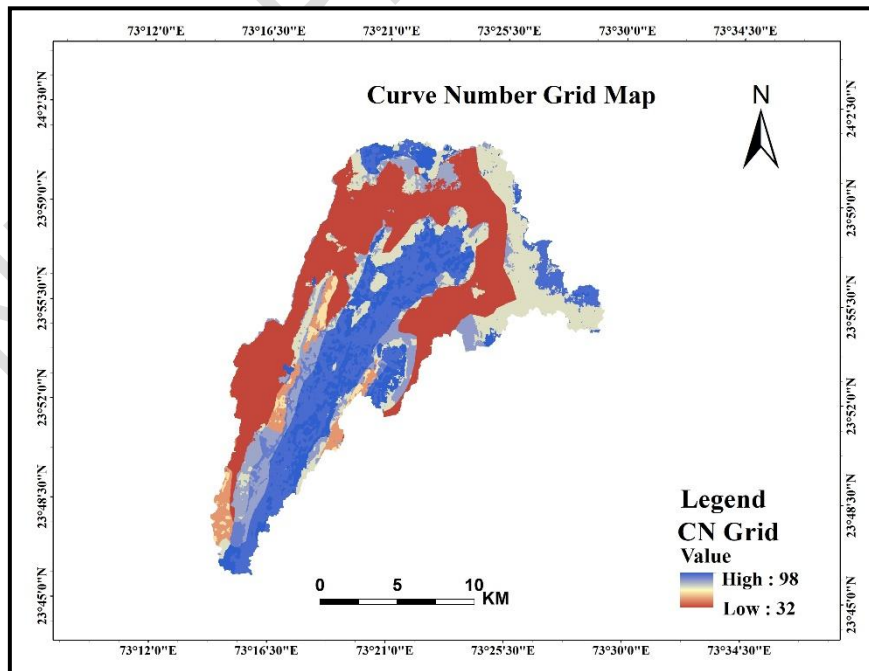 73°12'0"E 73°16'30"E 73°21'0"E 73°25'30"E 73°30'0"E 73°34'30"E
Curve Number Grid Map
N
24°2'30"N 24°2'30"N
23°59'0"N 23°59'0"N
23°55'30"N 23°55'30"N
23°52'0"N 23°52'0"N
23°48'30"N 23°48'30"N
23°45'0"N 23°45'0"N
Legend
CN Grid
Value
High : 98
Low : 32
0 5 10
KM
73°12'0"E 73°16'30"E 73°21'0"E 73°25'30"E 73°30'0"E 73°34'30"E